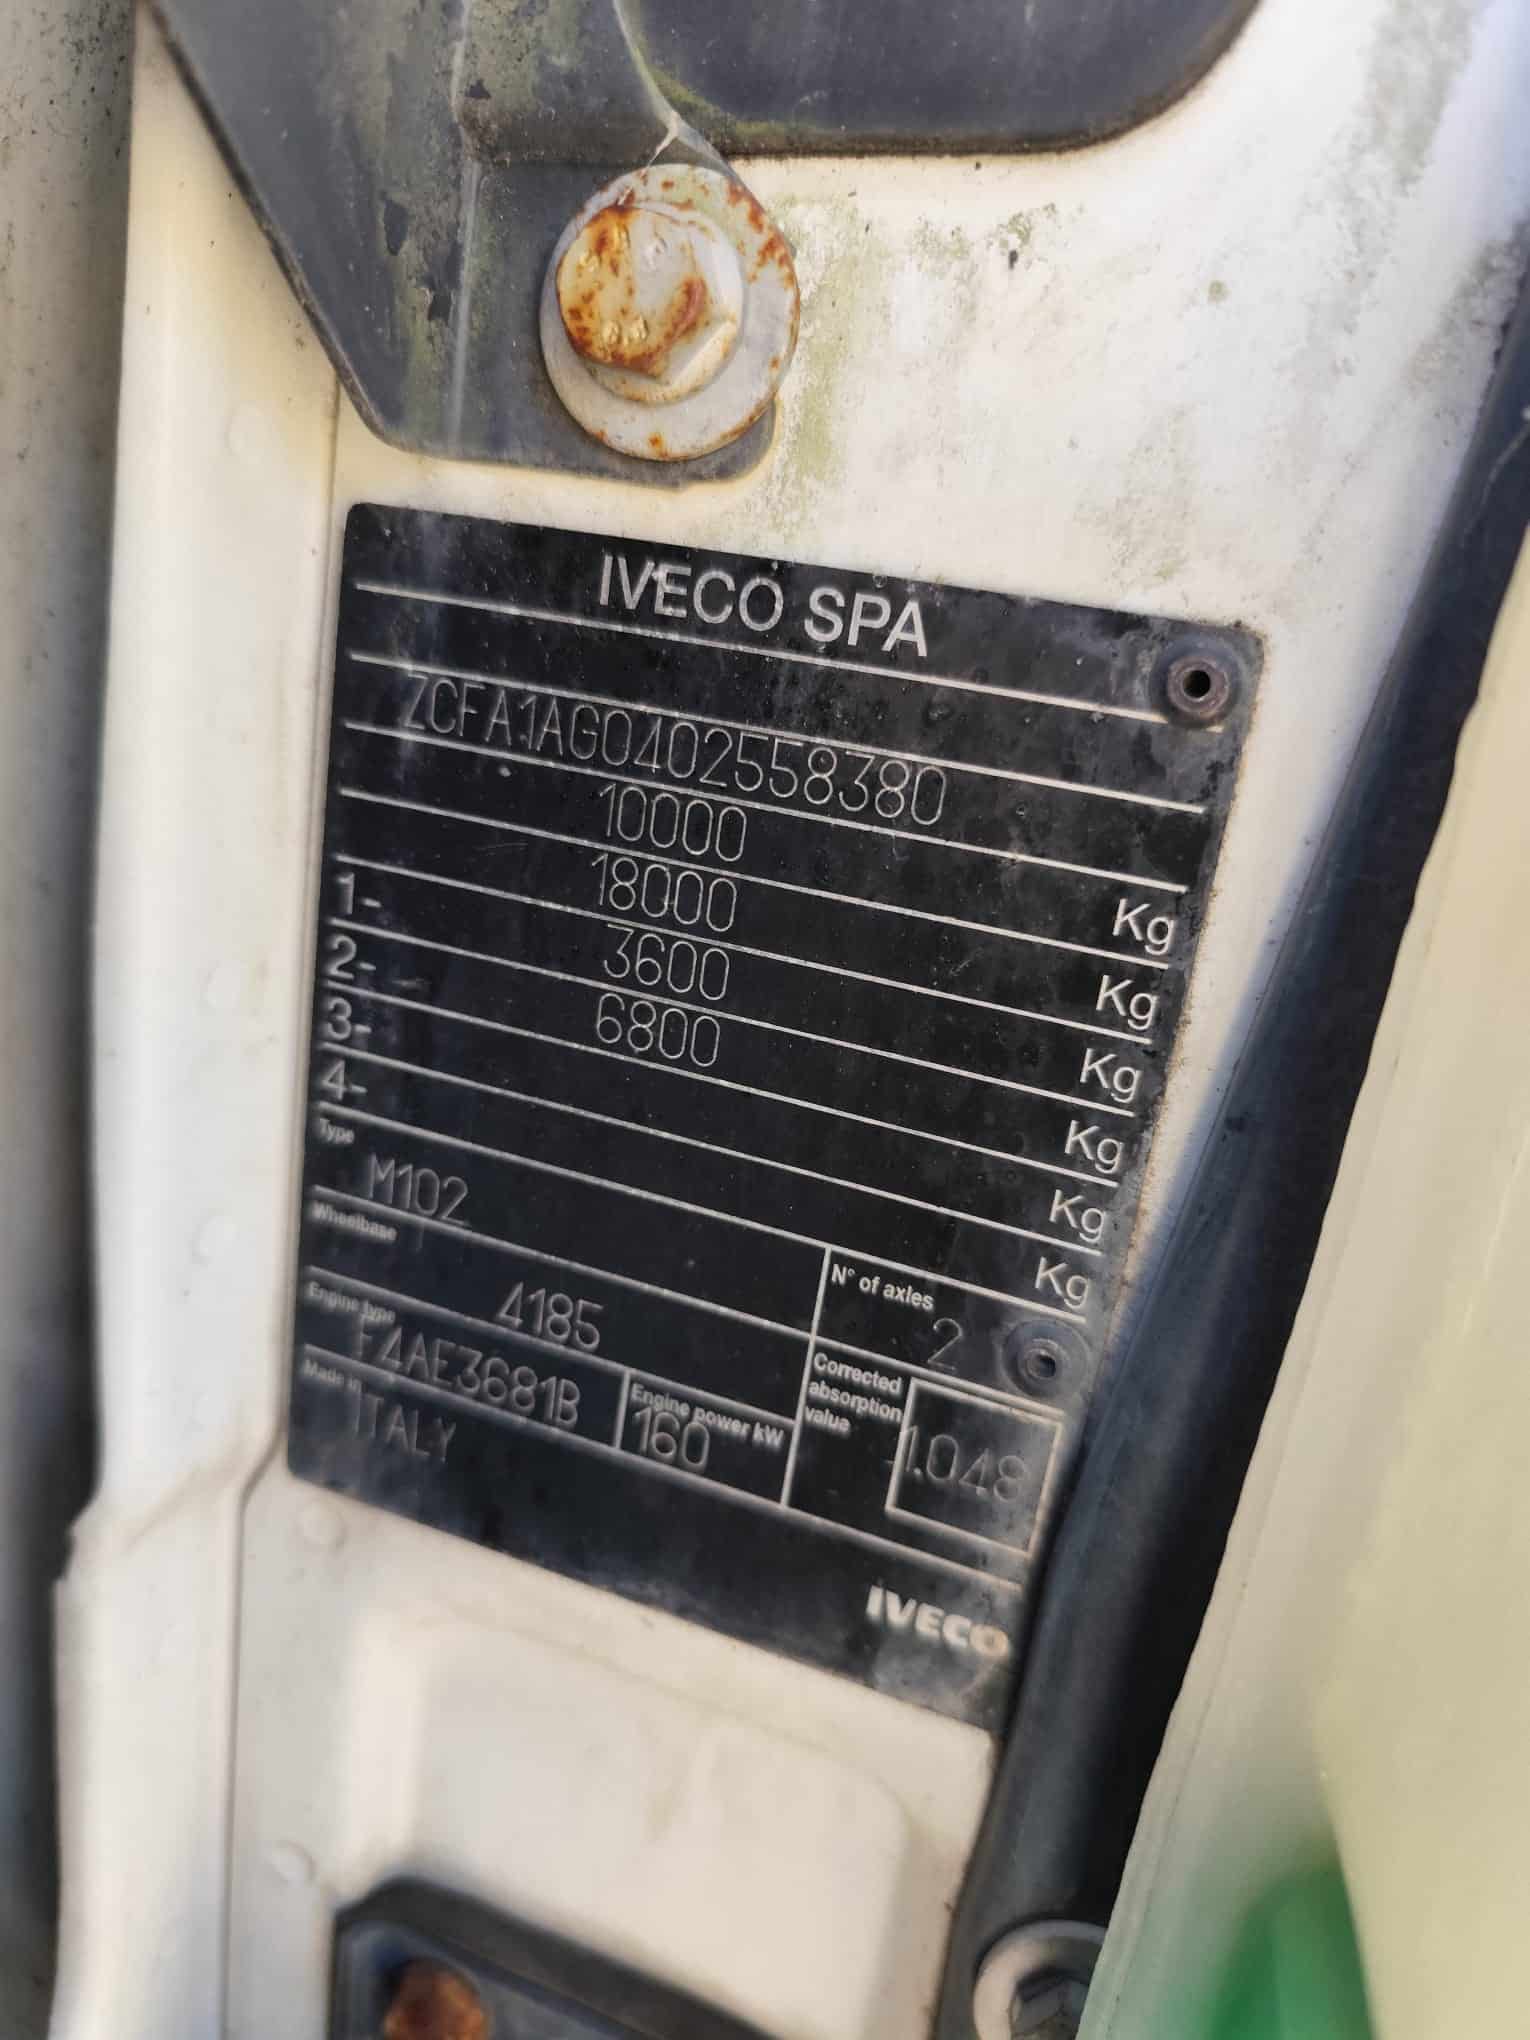 IVECO SPA
ZCFA1AG0402558380
10000 Kg
18000 Kg
1- 3600 Kg
2- 6800 Kg
3- Kg
4- Kg
Type
M102
N° of axles
2
Wheelbase
4185
Corrected absorption value
1.048
Engine type
F4AE3681B
Engine power kW
160
Made in
ITALY
IVECO